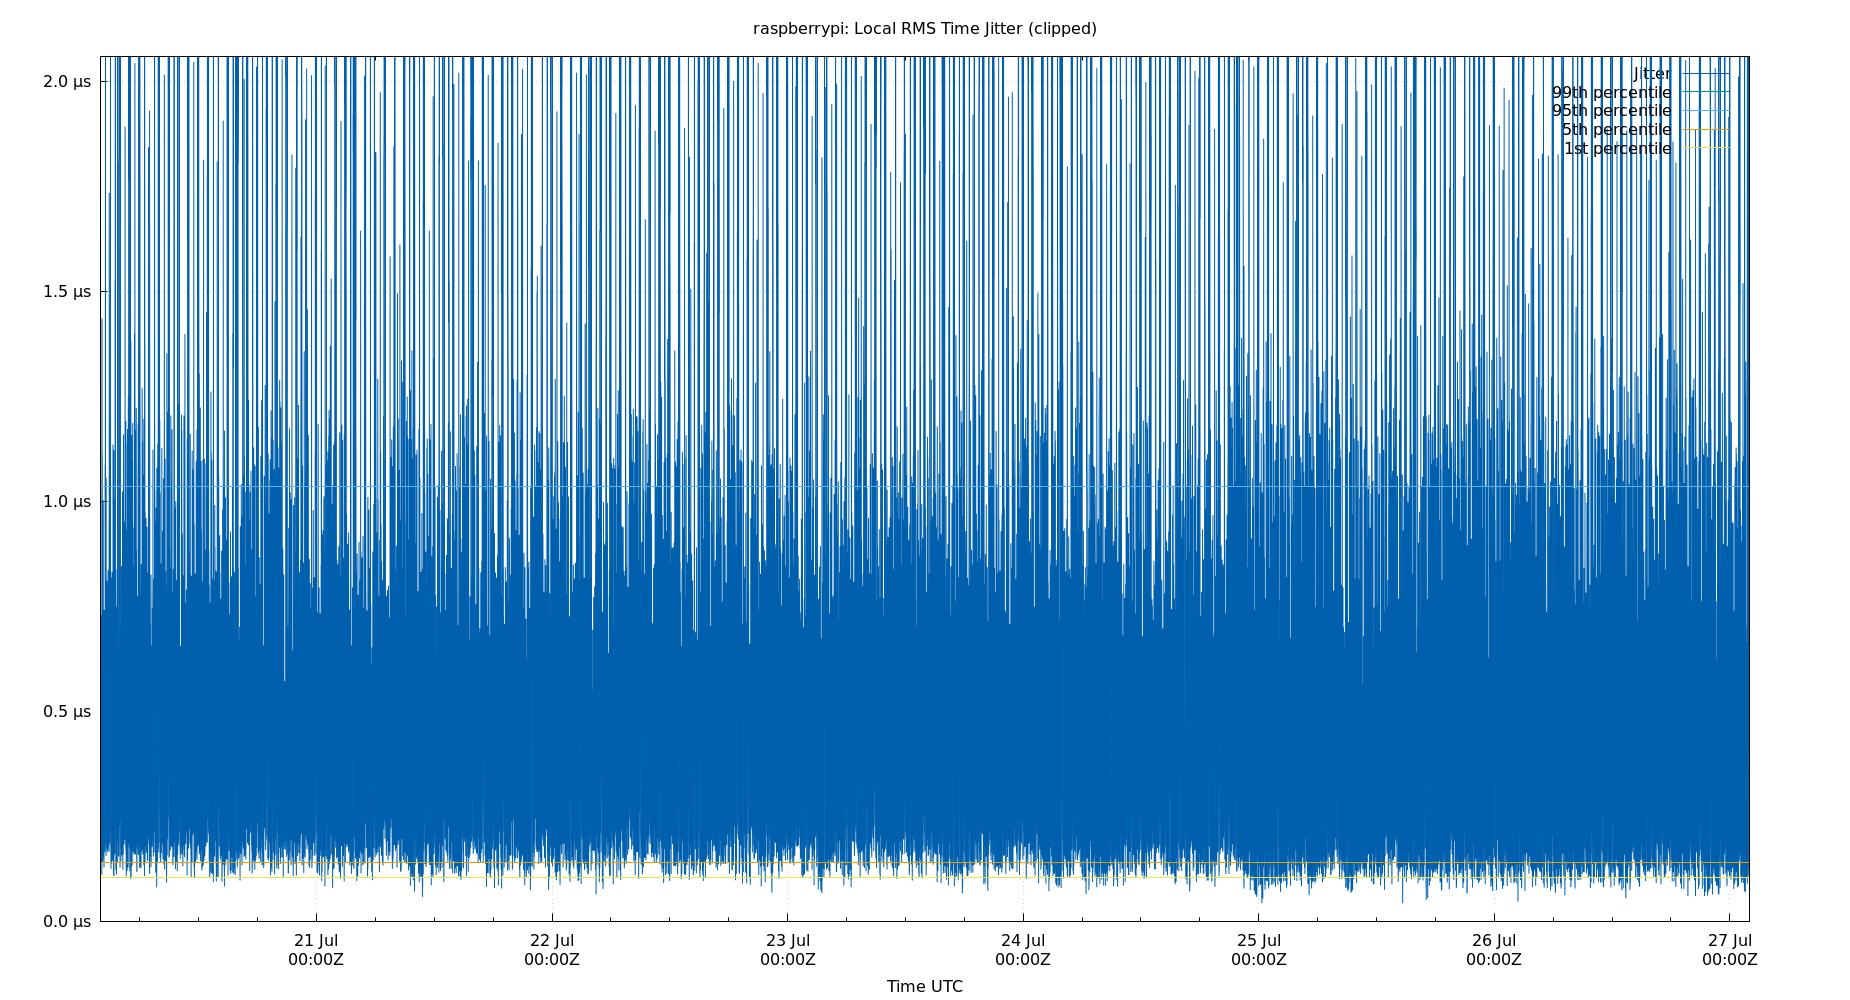 raspberrypi: Local RMS Time Jitter (clipped)
2.0 µs
1.5 µs
1.0 µs
0.5 µs
0.0 µs
Jitter
99th percentile
95th percentile
5th percentile
1st percentile
21 Jul
00:00Z
22 Jul
00:00Z
23 Jul
00:00Z
24 Jul
00:00Z
25 Jul
00:00Z
26 Jul
00:00Z
27 Jul
00:00Z
Time UTC